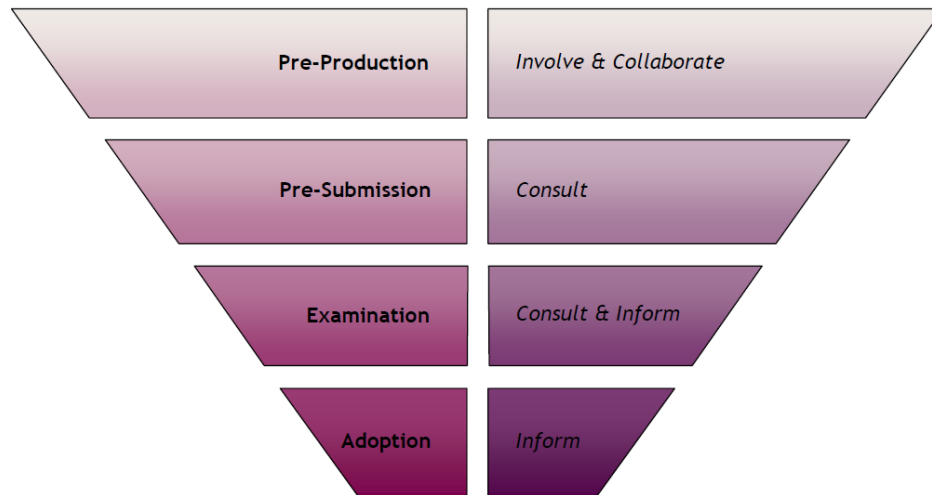 Pre-Production
Involve & Collaborate
Pre-Submission
Consult
Examination
Consult & Inform
Adoption
Inform